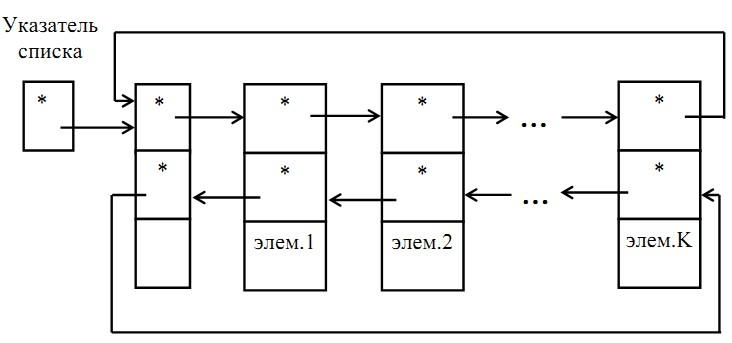 Указатель
списка
* * * * *
... 
* * * *
...
элем.1 элем.2 элем.K